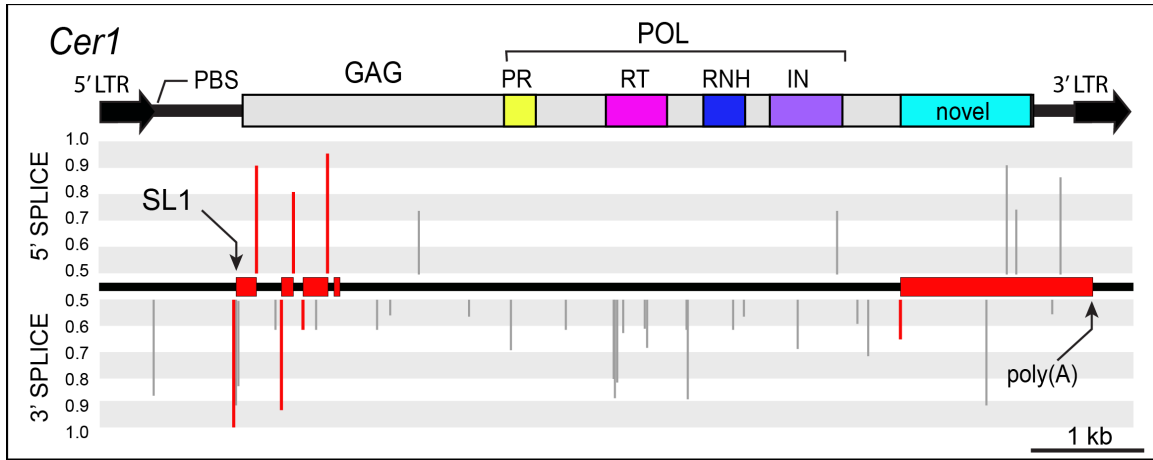 Cer1
POL
5' LTR
PBS
GAG
PR
RT
RNH
IN
3' LTR
novel
5' SPLICE
1.0
0.9
0.8
0.7
0.6
0.5
SL1
3' SPLICE
0.5
0.6
0.7
0.8
0.9
1.0
poly(A)
1 kb